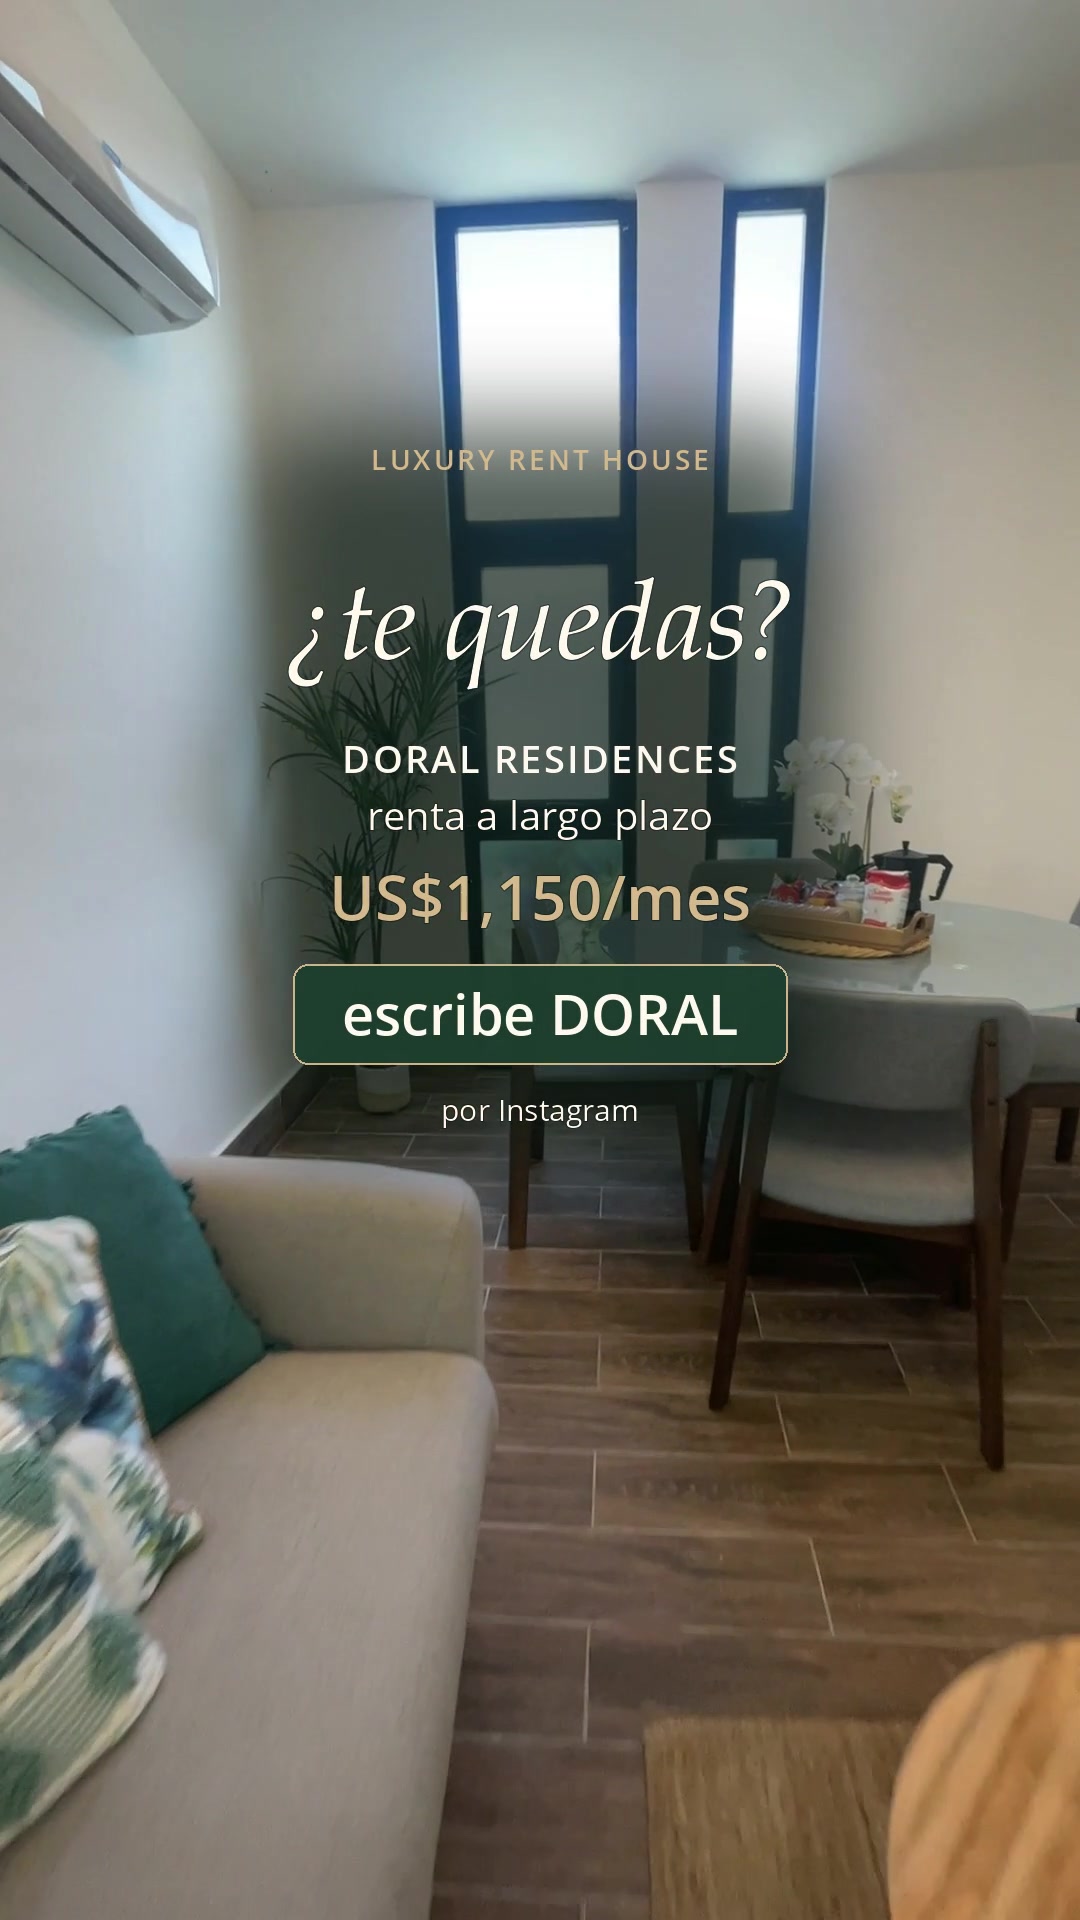 LUXURY RENT HOUSE
¿te quedas?
DORAL RESIDENCES
renta a largo plazo
US$1,150/mes
escribe DORAL
por Instagram